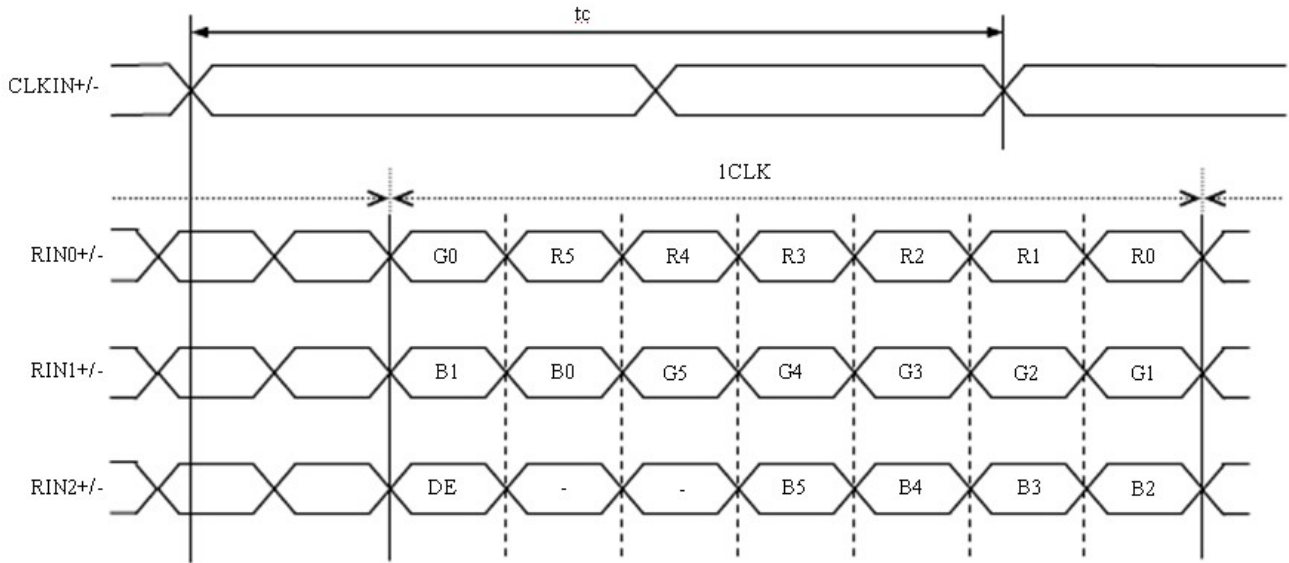 tc
CLKIN+/-
1CLK
RIN0+/- G0 R5 R4 R3 R2 R1 R0
RIN1+/- B1 B0 G5 G4 G3 G2 G1
RIN2+/- DE - - B5 B4 B3 B2